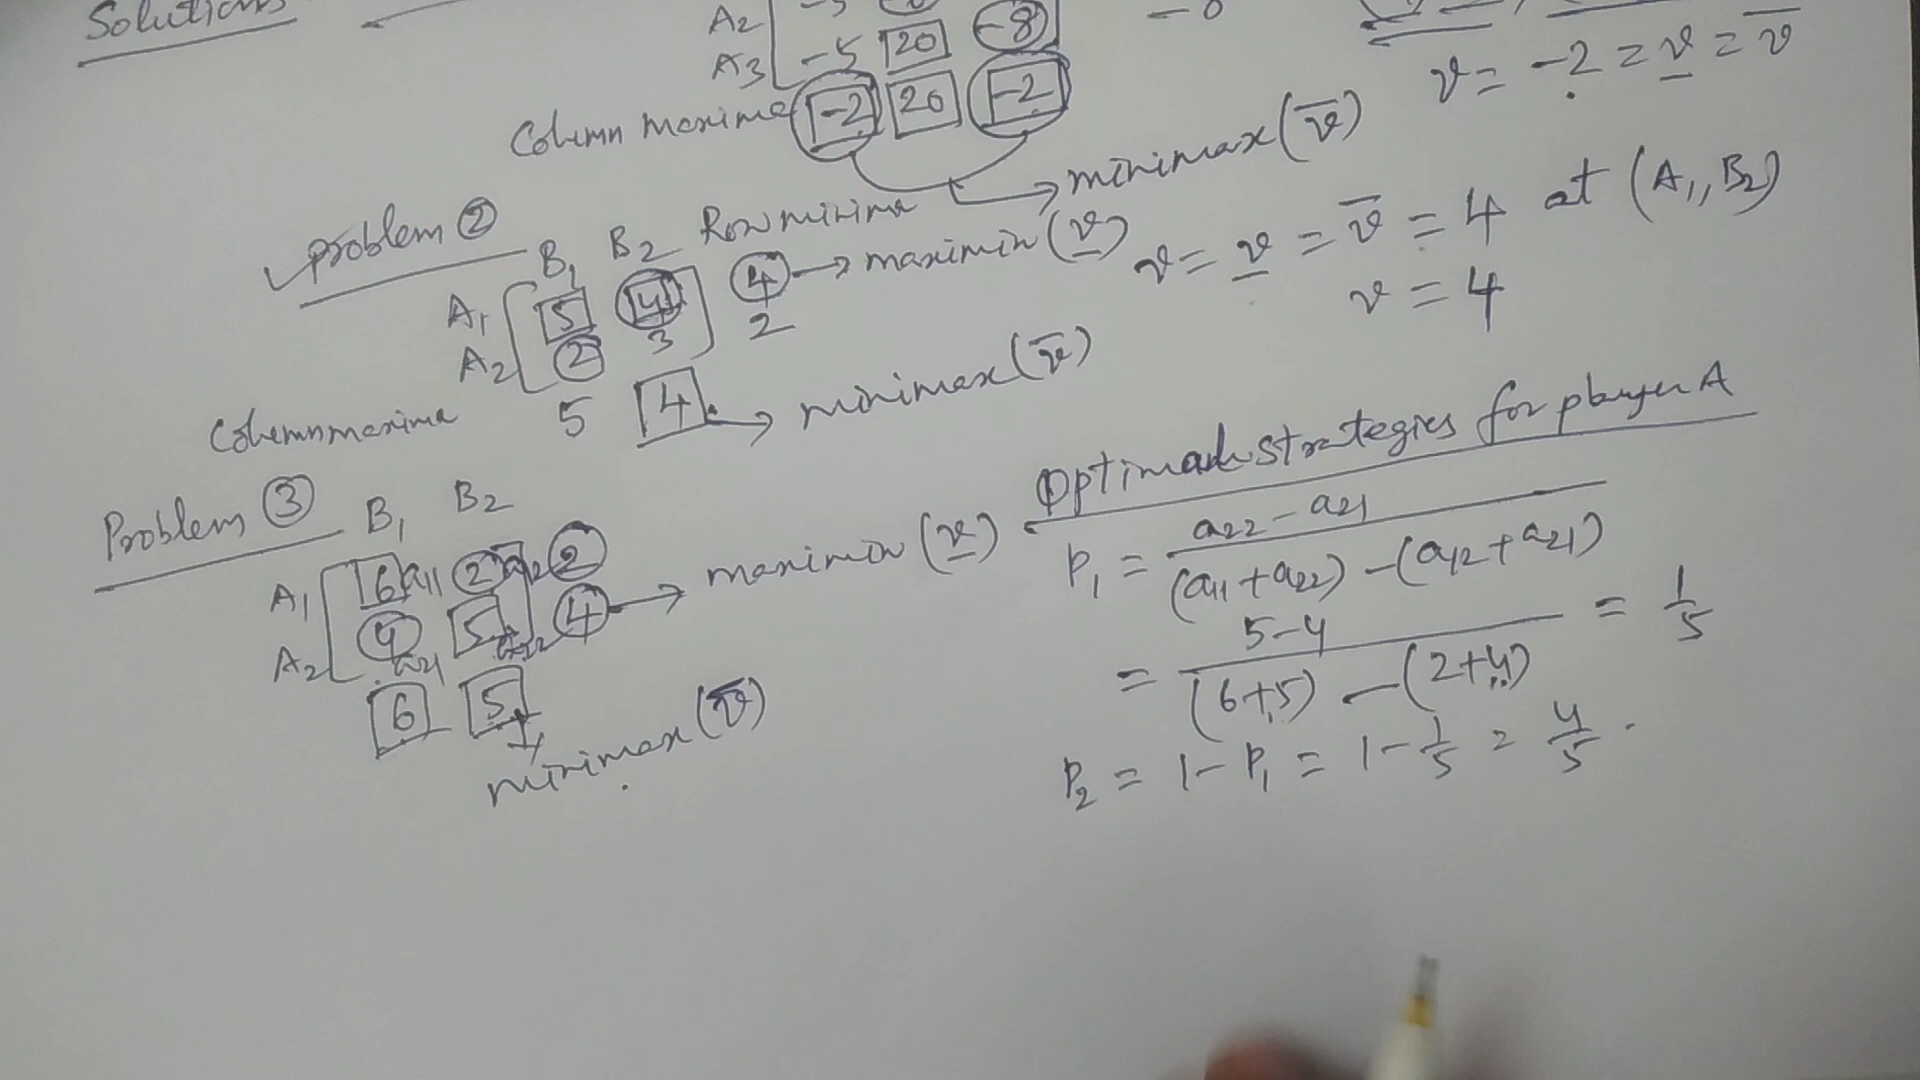 Solutions
A2
A3 -5 20 -8
Column maxima -2 20 -2
minimax (v̅)
v = -2 = v̲ = v̅
Problem ②
B1 B2 Row minima
A1 5 4 4 → maximin (v̲)
A2 2 3 2
Column maxima 5 4 → minimax (v̅)
v = v̲ = v̅ = 4 at (A1, B2)
v = 4
Problem ③
B1 B2
A1 6 a11 2 a12 2
A2 4 a21 5 a22 4 → maximin (v̲)
6 5
minimax (v̅)
Optimal strategies for player A
P1 = a22 - a21 / (a11 + a22) - (a12 + a21)
= 5-4 / (6+5) - (2+4) = 1/5
P2 = 1 - P1 = 1 - 1/5 = 4/5 .